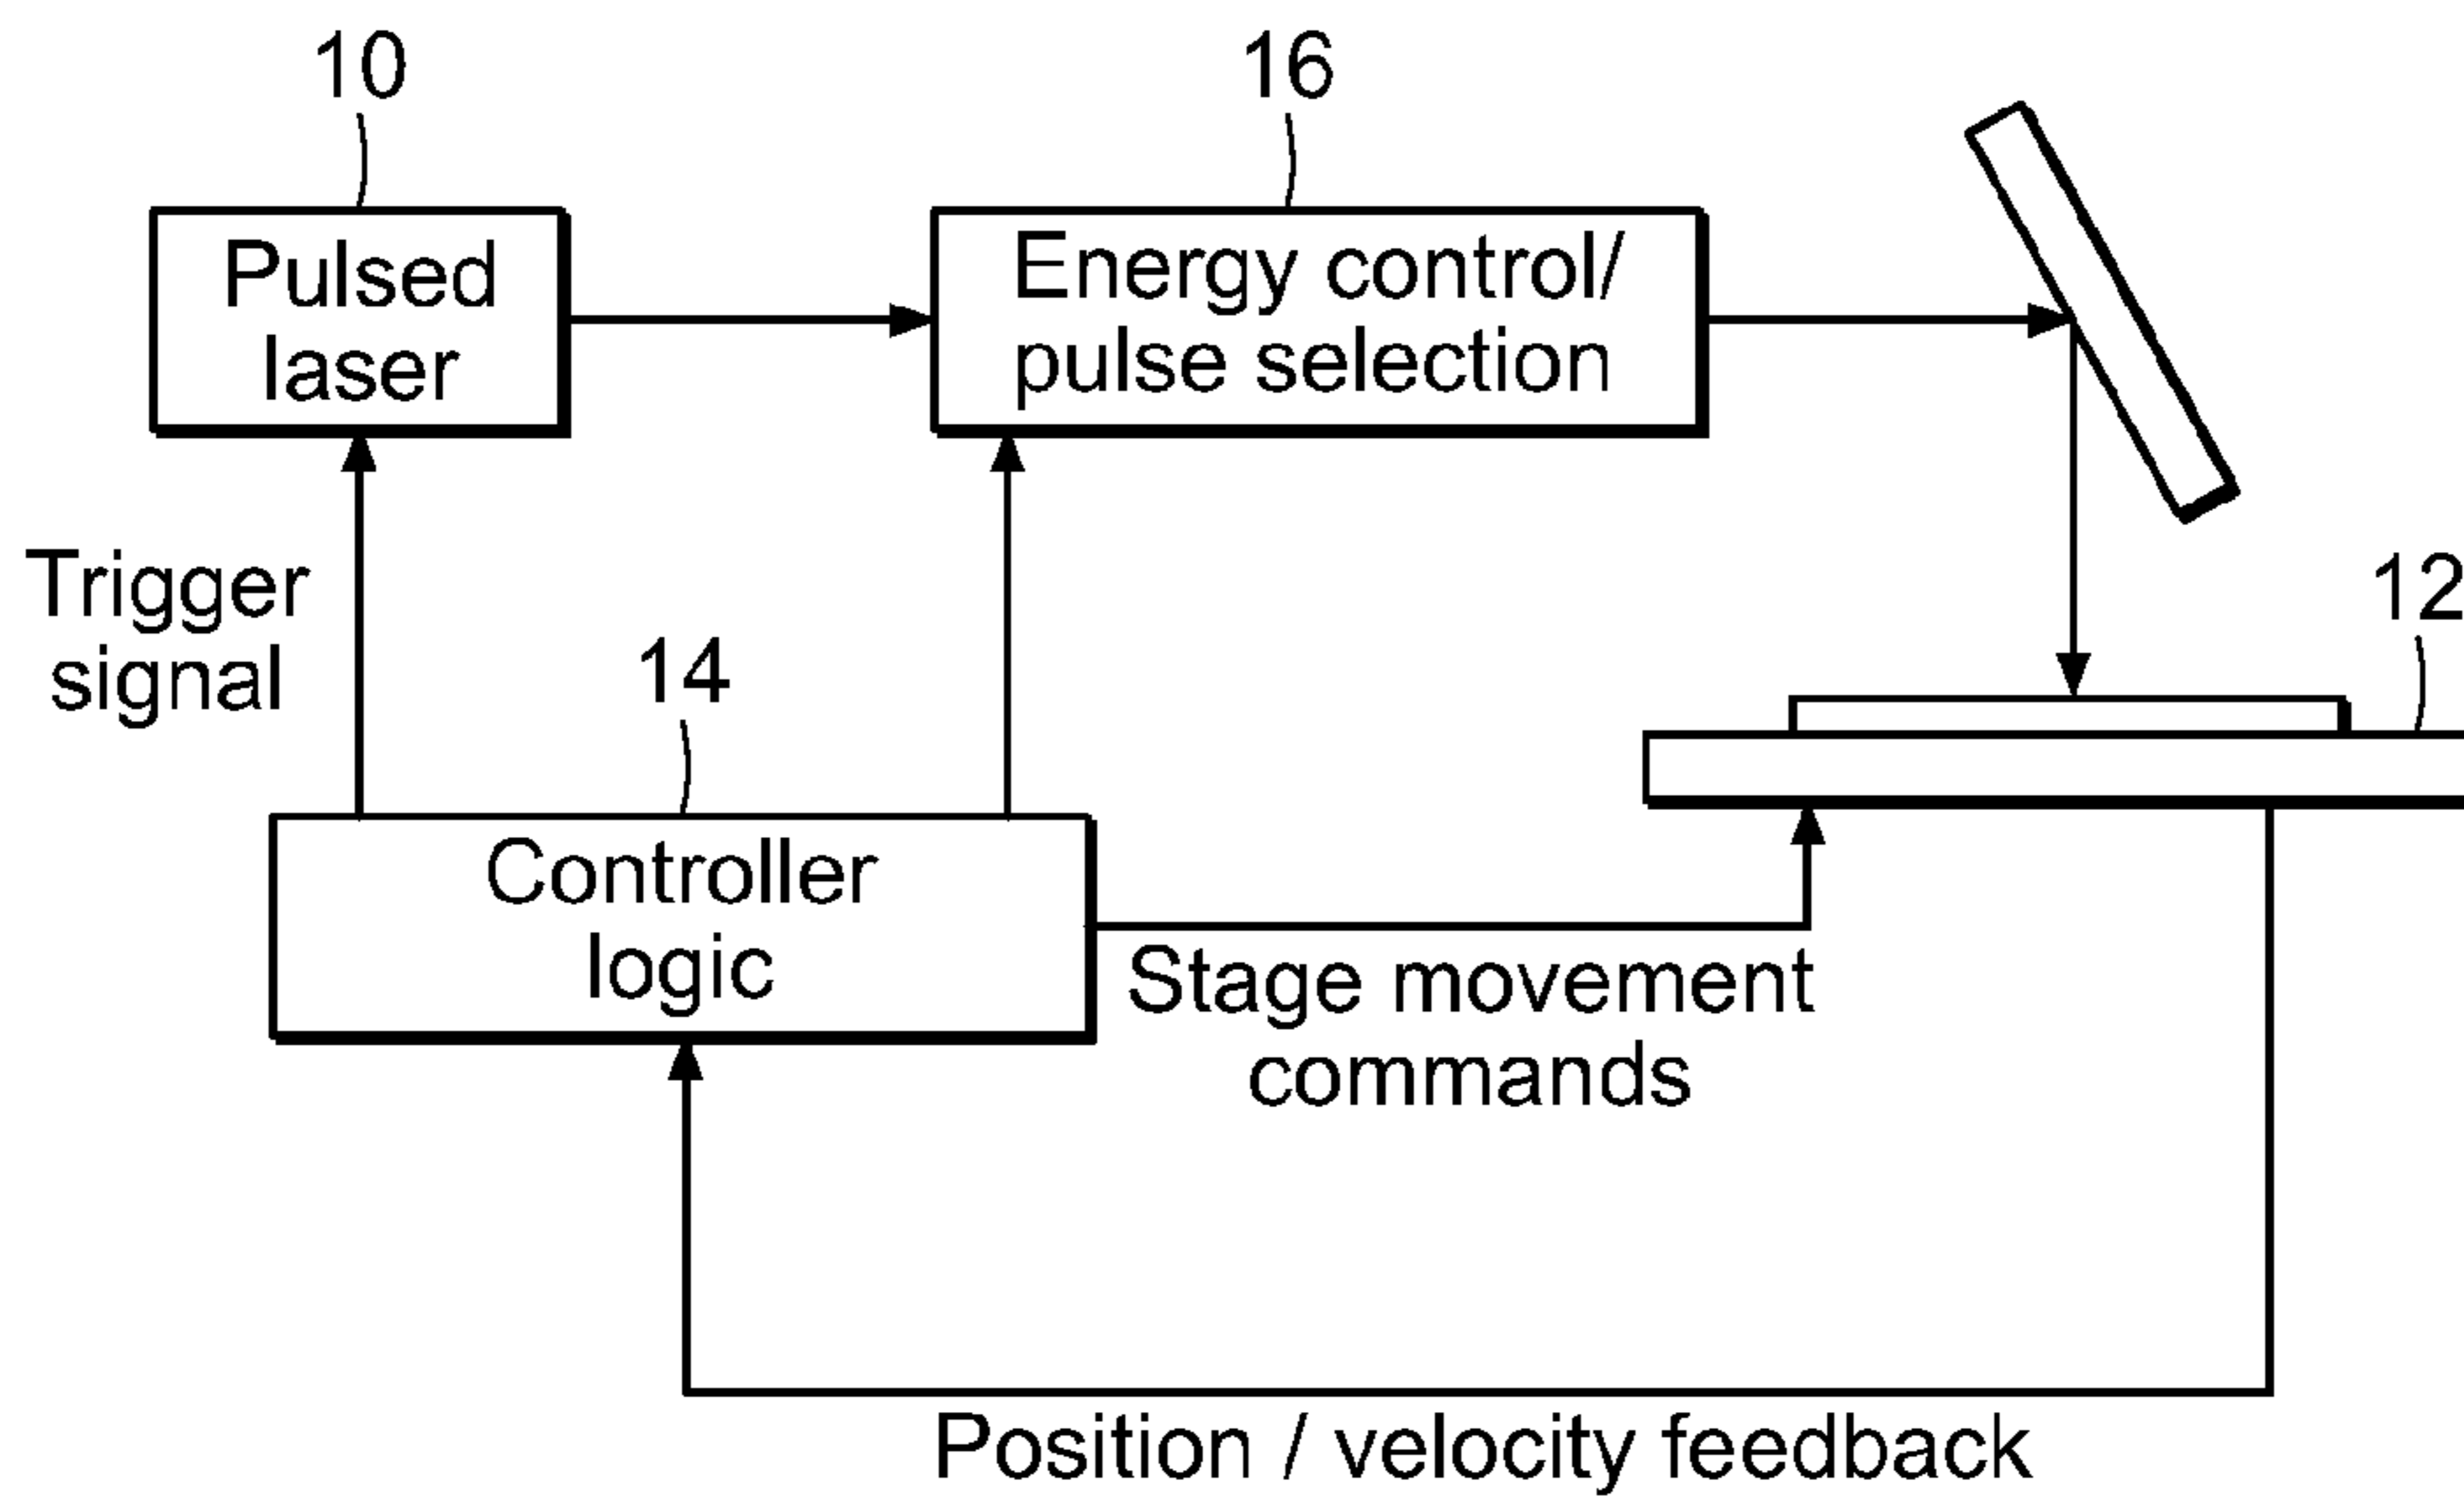 10
16
Pulsed
laser
Energy control/
pulse selection
Trigger
signal
12
14
Controller
logic
Stage movement
commands
Position / velocity feedback